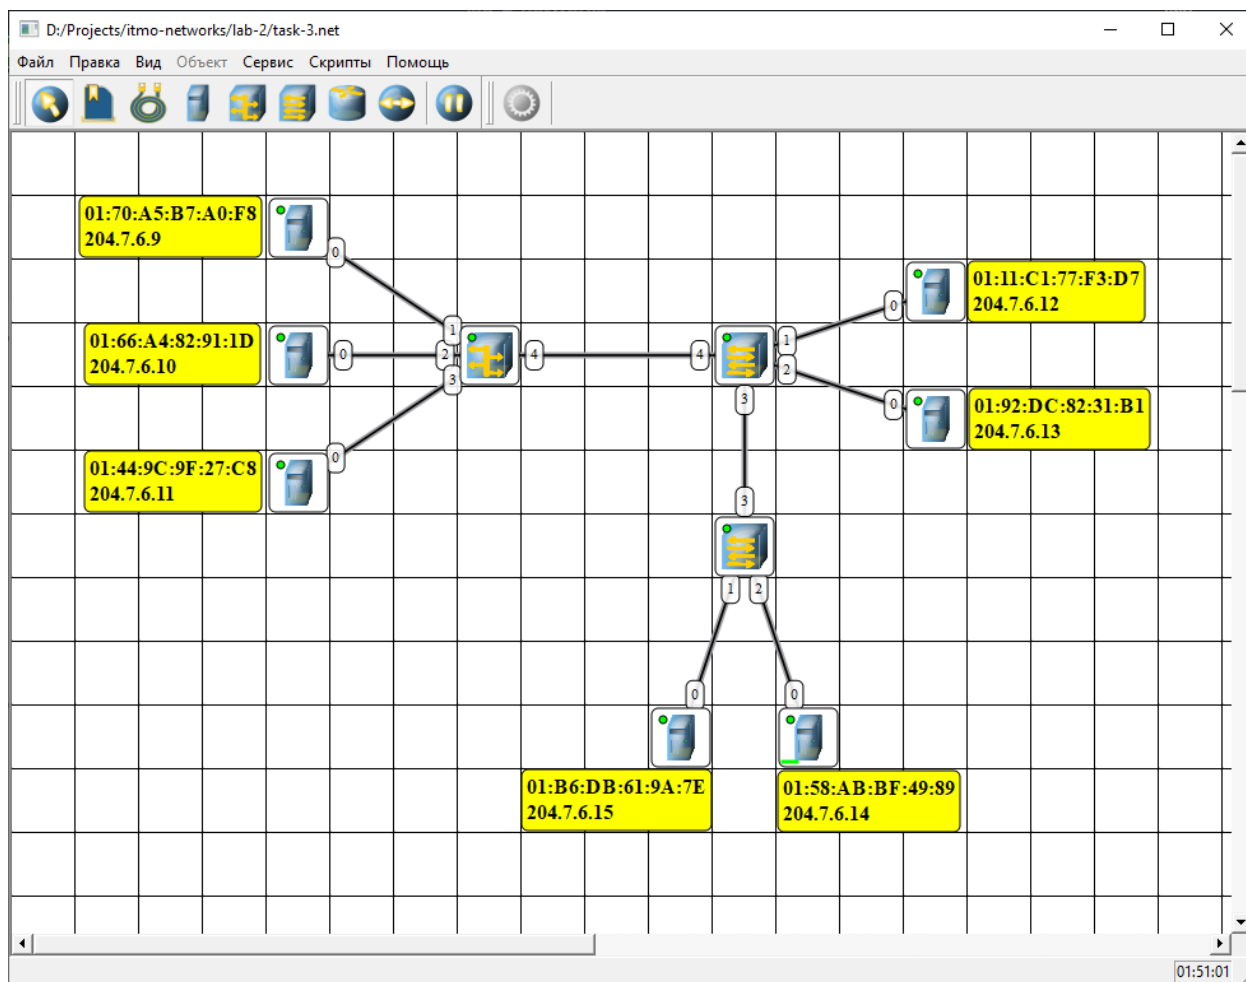 D:/Projects/itmo-networks/lab-2/task-3.net
Файл Правка Вид Объект Сервис Скрипты Помощь
01:70:A5:B7:A0:F8
204.7.6.9
0
01:11:C1:77:F3:D7
204.7.6.12
0
1
1
01:66:A4:82:91:1D
204.7.6.10
0
2
4
4
2
3
3
0
01:92:DC:82:31:B1
204.7.6.13
01:44:9C:9F:27:C8
204.7.6.11
0
3
1
2
0
0
01:B6:DB:61:9A:7E
204.7.6.15
01:58:AB:BF:49:89
204.7.6.14
01:51:01